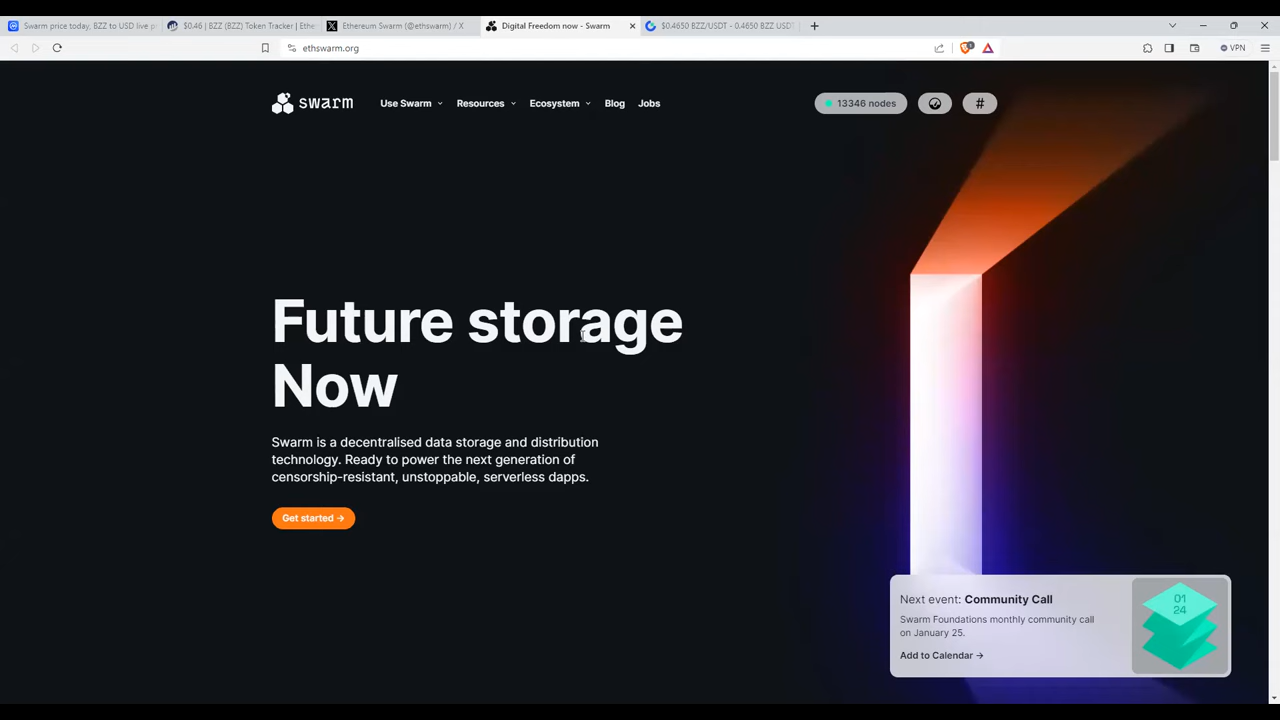 Swarm price today, BZZ to USD live p
$0.46 | BZZ (BZZ) Token Tracker | Ethe
Ethereum Swarm (@ethswarm) / X
Digital Freedom now - Swarm
$0.4650 BZZ/USDT - 0.4650 BZZ USDT
ethswarm.org
1
VPN
swarm
Use Swarm
Resources
Ecosystem
Blog
Jobs
13346 nodes
#
Future storage
Now
Swarm is a decentralised data storage and distribution
technology. Ready to power the next generation of
censorship-resistant, unstoppable, serverless dapps.
Get started →
Next event: Community Call
Swarm Foundations monthly community call
on January 25.
Add to Calendar →
01
24